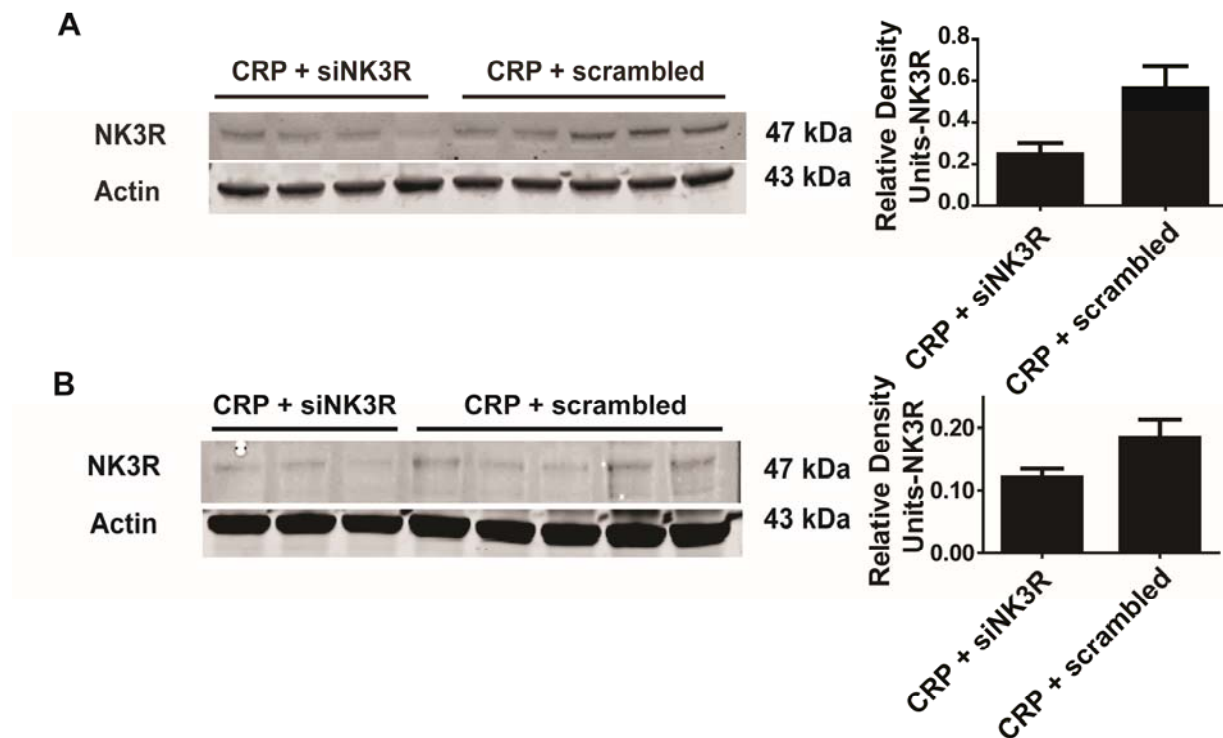 A
CRP + siNK3R
CRP + scrambled
NK3R
47 kDa
Actin
43 kDa
Relative Density
Units-NK3R
0.8
0.6
0.4
0.2
0.0
CRP + siNK3R
CRP + scrambled
B
CRP + siNK3R
CRP + scrambled
NK3R
47 kDa
Actin
43 kDa
Relative Density
Units-NK3R
0.20
0.10
0.00
CRP + siNK3R
CRP + scrambled